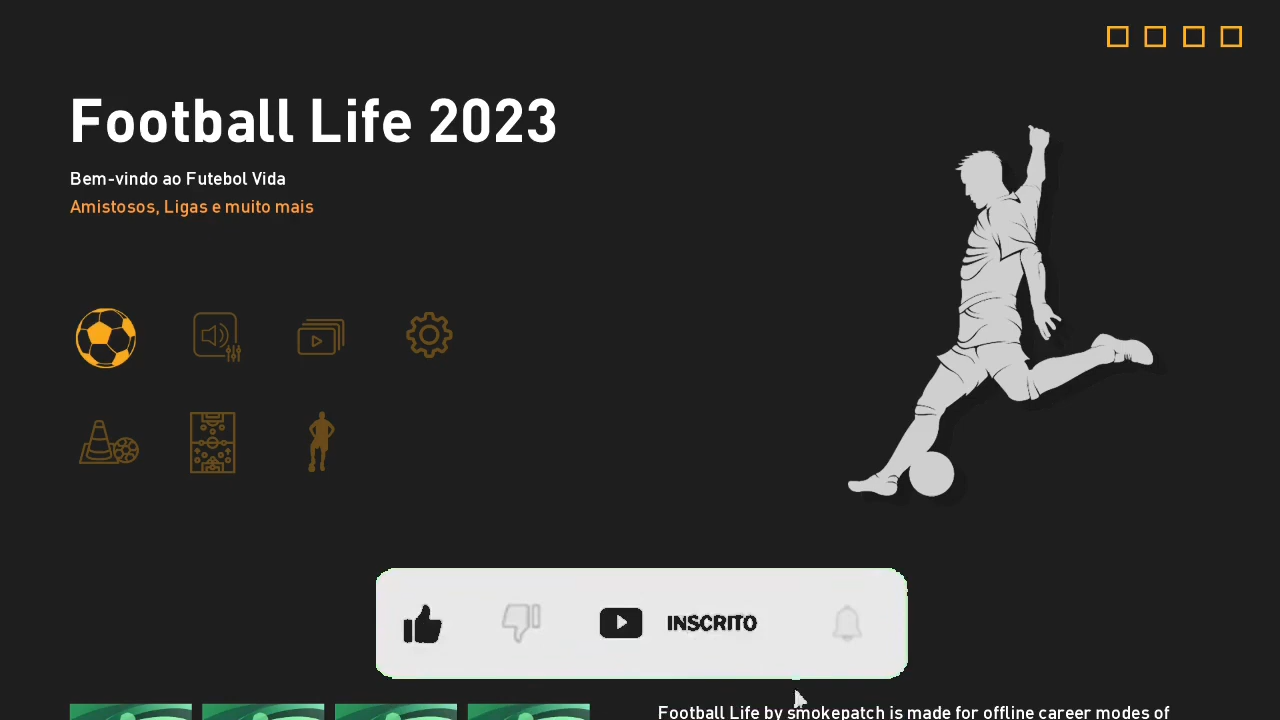 Football Life 2023
Bem-vindo ao Futebol Vida
Amistosos, Ligas e muito mais
INSCRITO
Football Life by smokepatch is made for offline career modes of